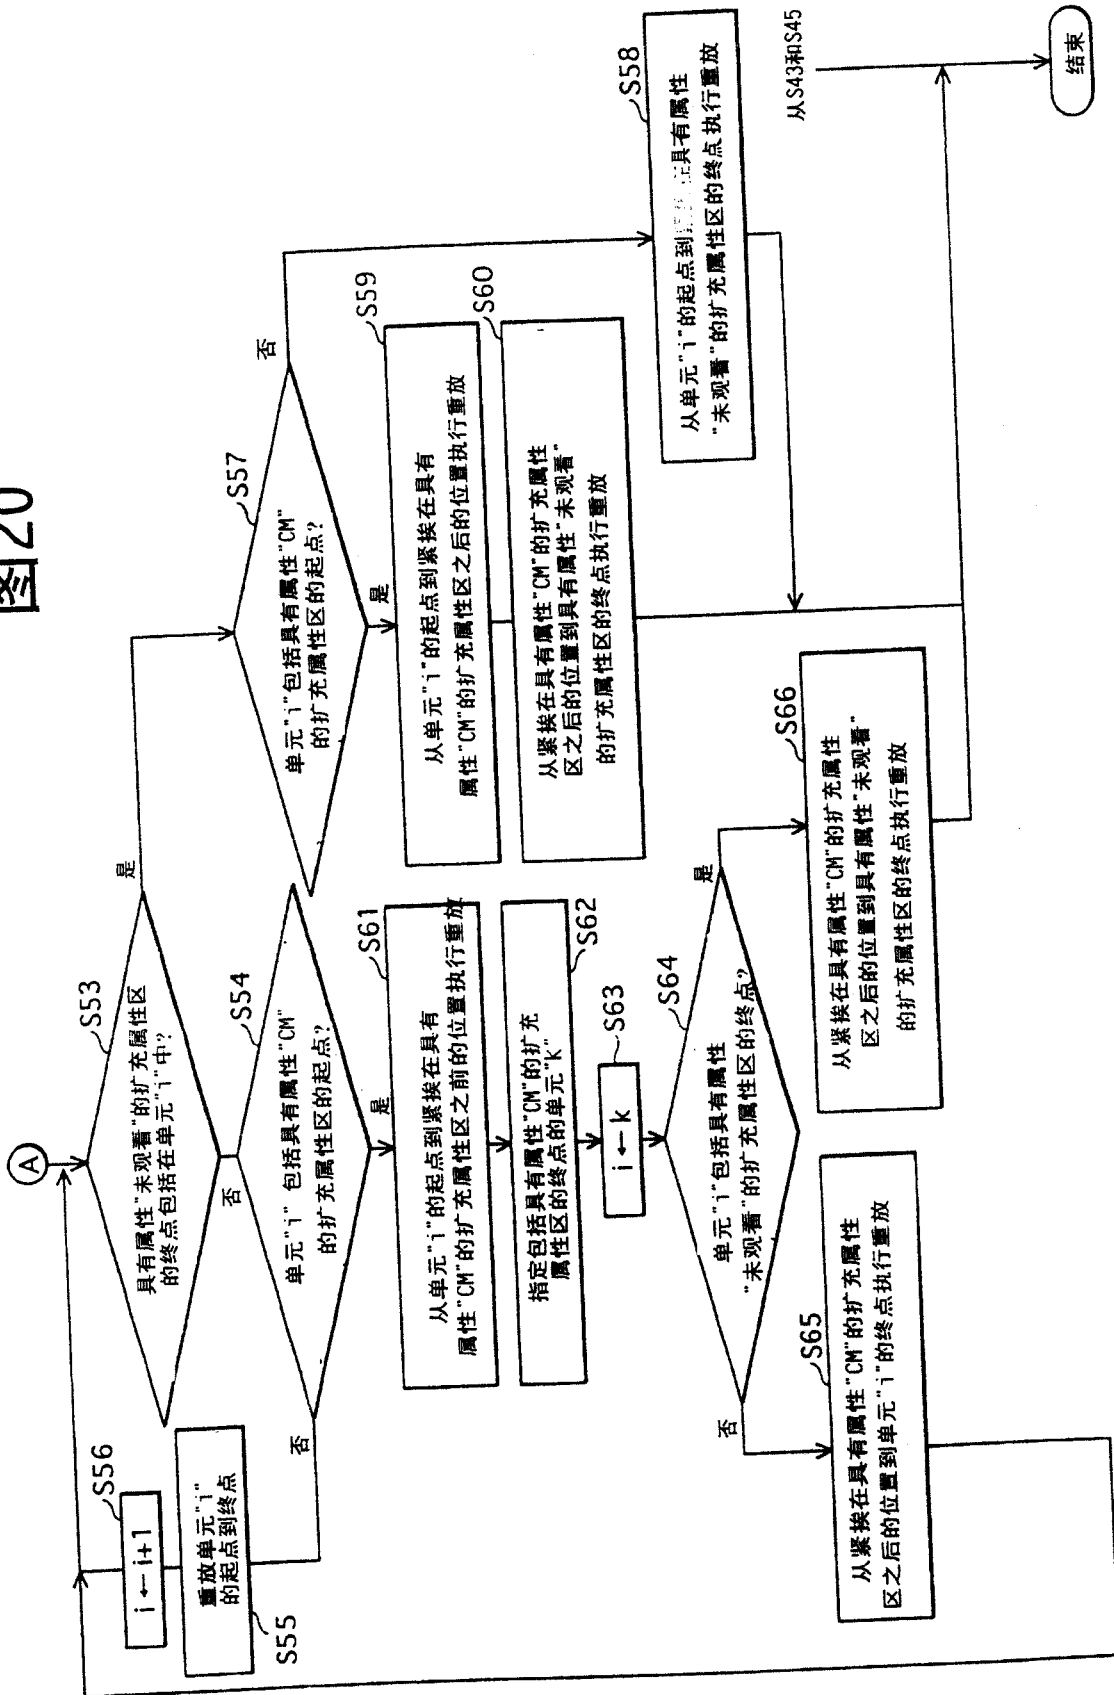 图20
A
S53
具有属性"未观看"的扩充属性区
的终点包括在单元"i"中?
是
否
S54
单元"i"包括具有属性"CM"
的扩充属性区的起点?
是
否
S55
重放单元"i"
的起点到终点
S56
i←i+1
S57
单元"i"包括具有属性"CM"
的扩充属性区的起点?
否
是
S58
从单元"i"的起点到
具有属性
"未观看"的扩充属性区的终点执行重放
S59
从单元"i"的起点到紧挨在具有
属性"CM"的扩充属性区之后的位置执行重放
S60
从紧挨在具有属性"CM"的扩充属性
区之后的位置到具有属性"未观看"
的扩充属性区的终点执行重放
S61
从单元"i"的起点到紧挨在具有
属性"CM"的扩充属性区之前的位置执行重放
S62
指定包括具有属性"CM"的扩充
属性区的终点的单元"k"
S63
i←k
S64
单元"i"包括具有属性
"未观看"的扩充属性区的终点?
是
否
S65
从紧挨在具有属性"CM"的扩充属性
区之后的位置到单元"i"的终点执行重放
S66
从紧挨在具有属性"CM"的扩充属性
区之后的位置到具有属性"未观看"
的扩充属性区的终点执行重放
从S43和S45
结束